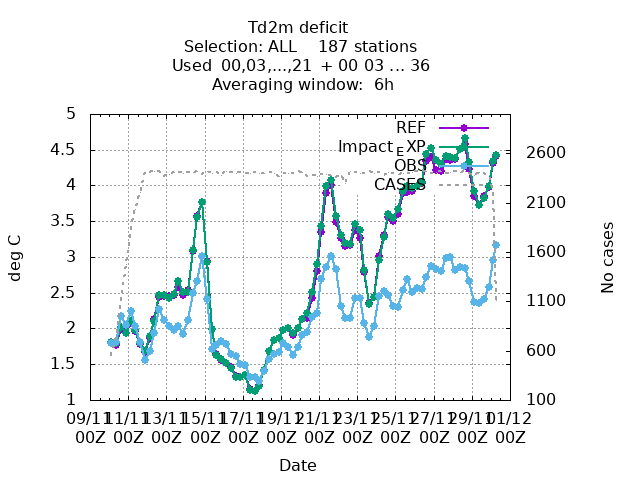 Td2m deficit
Selection: ALL    187 stations
Used  00,03,...,21  + 00 03 ... 36
Averaging window:  6h
REF
Impact_EXP
OBS
CASES
5
4.5
4
3.5
3
2.5
2
1.5
1
deg C
2600
2100
1600
1100
600
100
No cases
09/11 11/11 13/11 15/11 17/11 19/11 21/11 23/11 25/11 27/11 29/11 01/12
00Z 00Z 00Z 00Z 00Z 00Z 00Z 00Z 00Z 00Z 00Z 00Z
Date